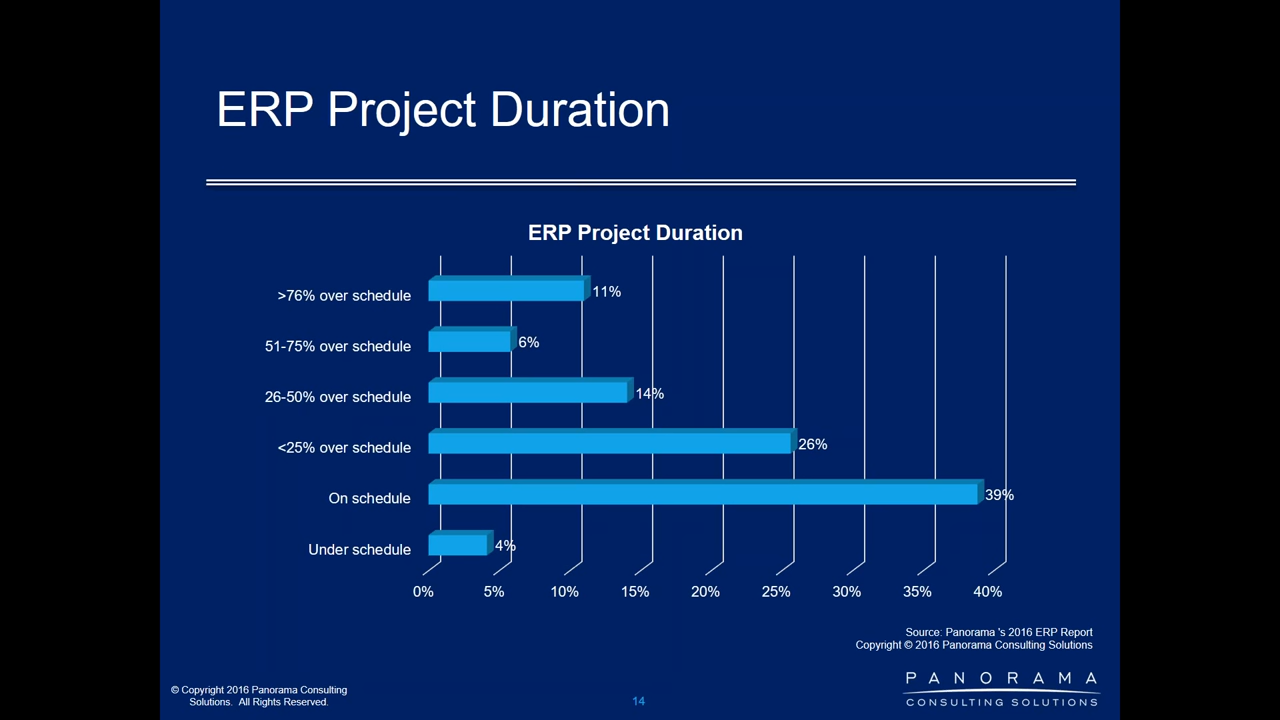 ERP Project Duration
ERP Project Duration
>76% over schedule
11%
51-75% over schedule
6%
26-50% over schedule
14%
<25% over schedule
26%
On schedule
39%
Under schedule
4%
0% 5% 10% 15% 20% 25% 30% 35% 40%
Source: Panorama 's 2016 ERP Report
Copyright © 2016 Panorama Consulting Solutions
© Copyright 2016 Panorama Consulting
Solutions. All Rights Reserved.
14
PANORAMA
CONSULTING SOLUTIONS